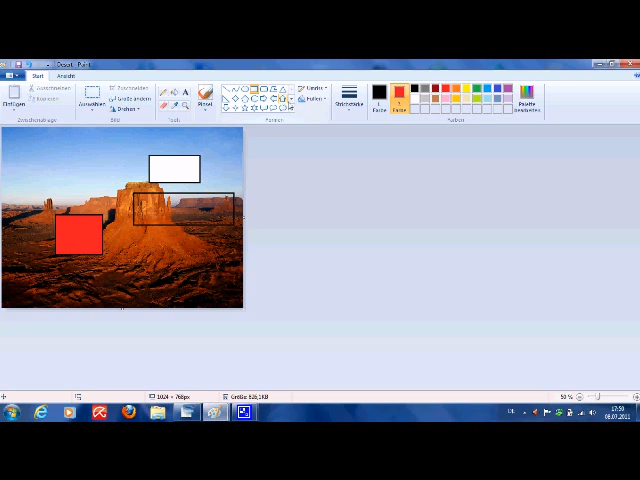 Desert - Paint
Start Ansicht
Einfügen
Ausschneiden
Kopieren
Zwischenablage
Auswählen
Zuschneiden
Größe ändern
Drehen
Bild
Pinsel
Tools
Umriss
Füllen
Formen
Strichstärke
1
Farbe
2
Farbe
Palette
bearbeiten
Farben
1024 × 768px
Größe: 826,1KB
50 %
DE
17:50
08.07.2011